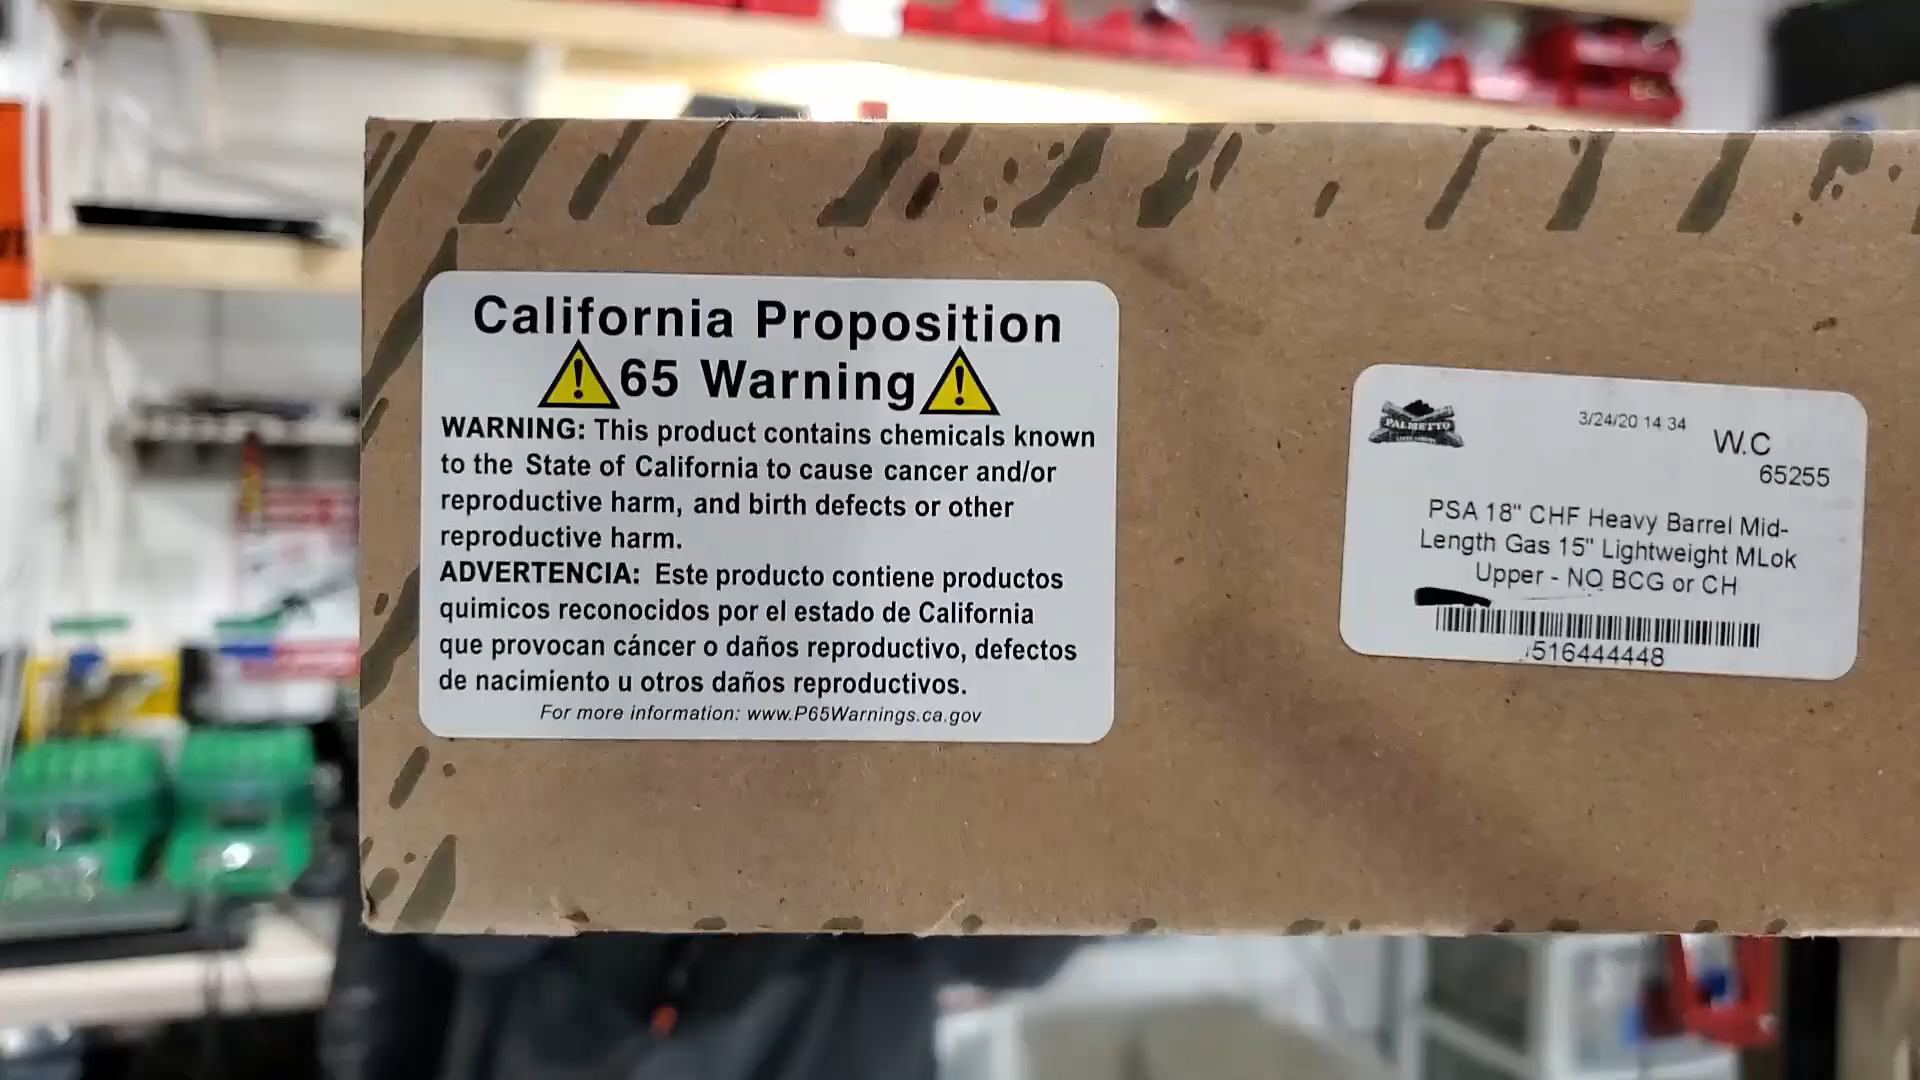 California Proposition
65 Warning
WARNING: This product contains chemicals known
to the State of California to cause cancer and/or
reproductive harm, and birth defects or other
reproductive harm.
ADVERTENCIA: Este producto contiene productos
quimicos reconocidos por el estado de California
que provocan cáncer o daños reproductivo, defectos
de nacimiento u otros daños reproductivos.
For more information: www.P65Warnings.ca.gov
PALMETTO
3/24/20 14 34
W.C
65255
PSA 18" CHF Heavy Barrel Mid-
Length Gas 15" Lightweight MLok
Upper - NO BCG or CH
516444448